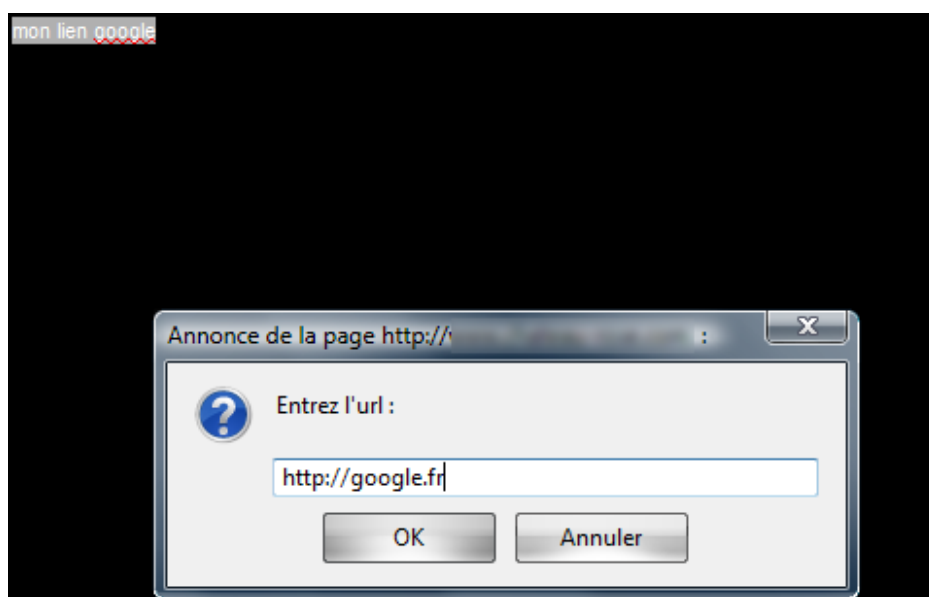 mon lien google
Annonce de la page http:// :
Entrez l'url :
http://google.fr
OK
Annuler